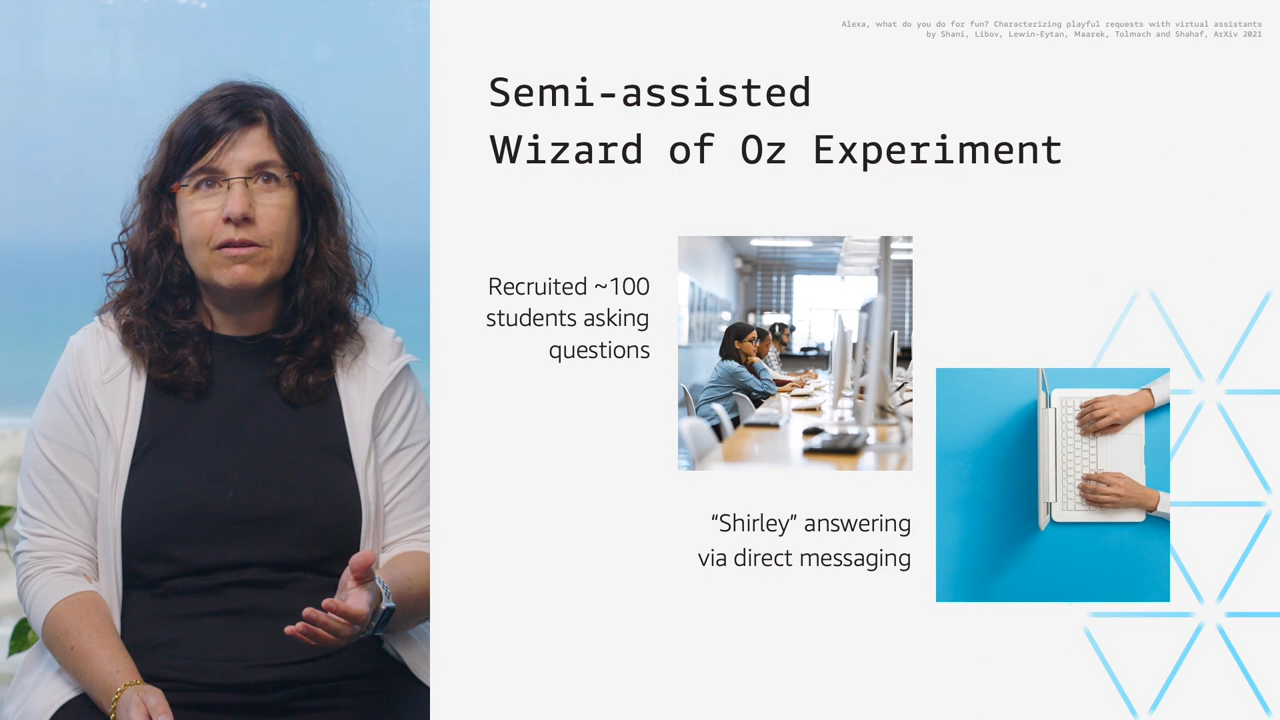 Alexa, what do you do for fun? Characterizing playful requests with virtual assistants
by Shani, Libov, Lewin-Eytan, Maarek, Tolmach and Shahaf, ArXiv 2021
Semi-assisted
Wizard of Oz Experiment
Recruited ~100
students asking
questions
“Shirley” answering
via direct messaging